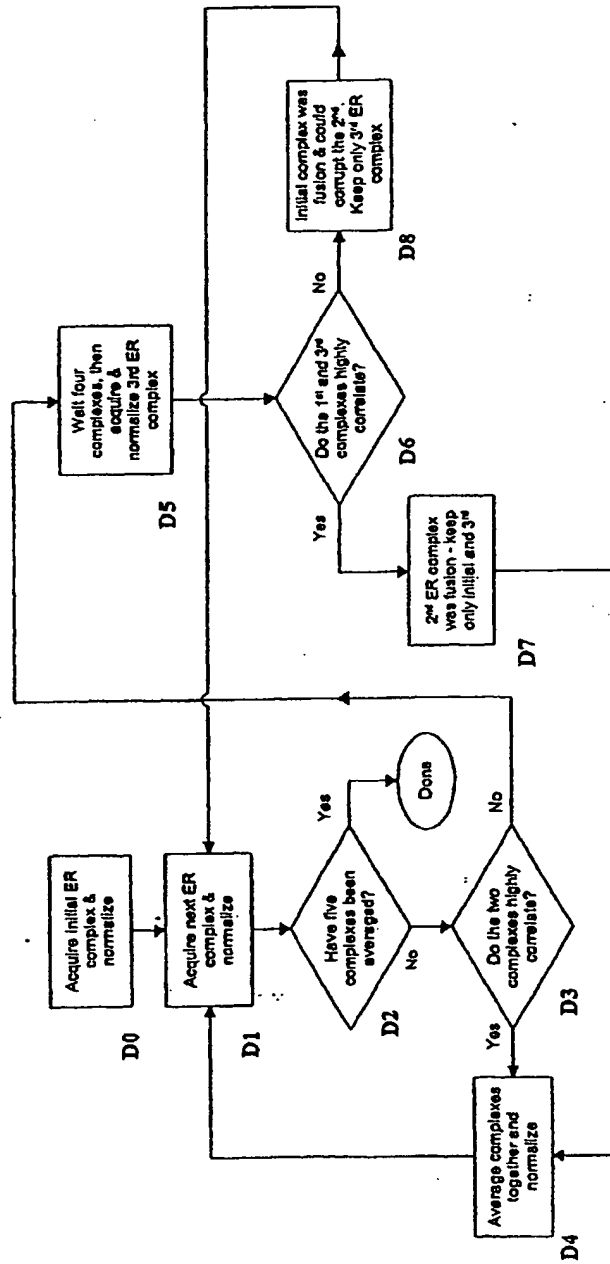 Acquire initial ER
complex &
normalize
D0
Acquire next ER
complex &
normalize
D1
Have five
complexes been
averaged?
D2
Yes
Done
No
Do the two
complexes highly
correlate?
D3
Yes
No
Average complexes
together and
normalize
D4
Wait four
complexes, then
acquire &
normalize 3rd ER
complex
D5
Do the 1st and 3rd
complexes highly
correlate?
D6
Yes
No
2nd ER complex
was fusion - keep
only initial and 3rd
D7
Initial complex was
fusion & could
corrupt the 2nd.
Keep only 3rd ER
complex
D8